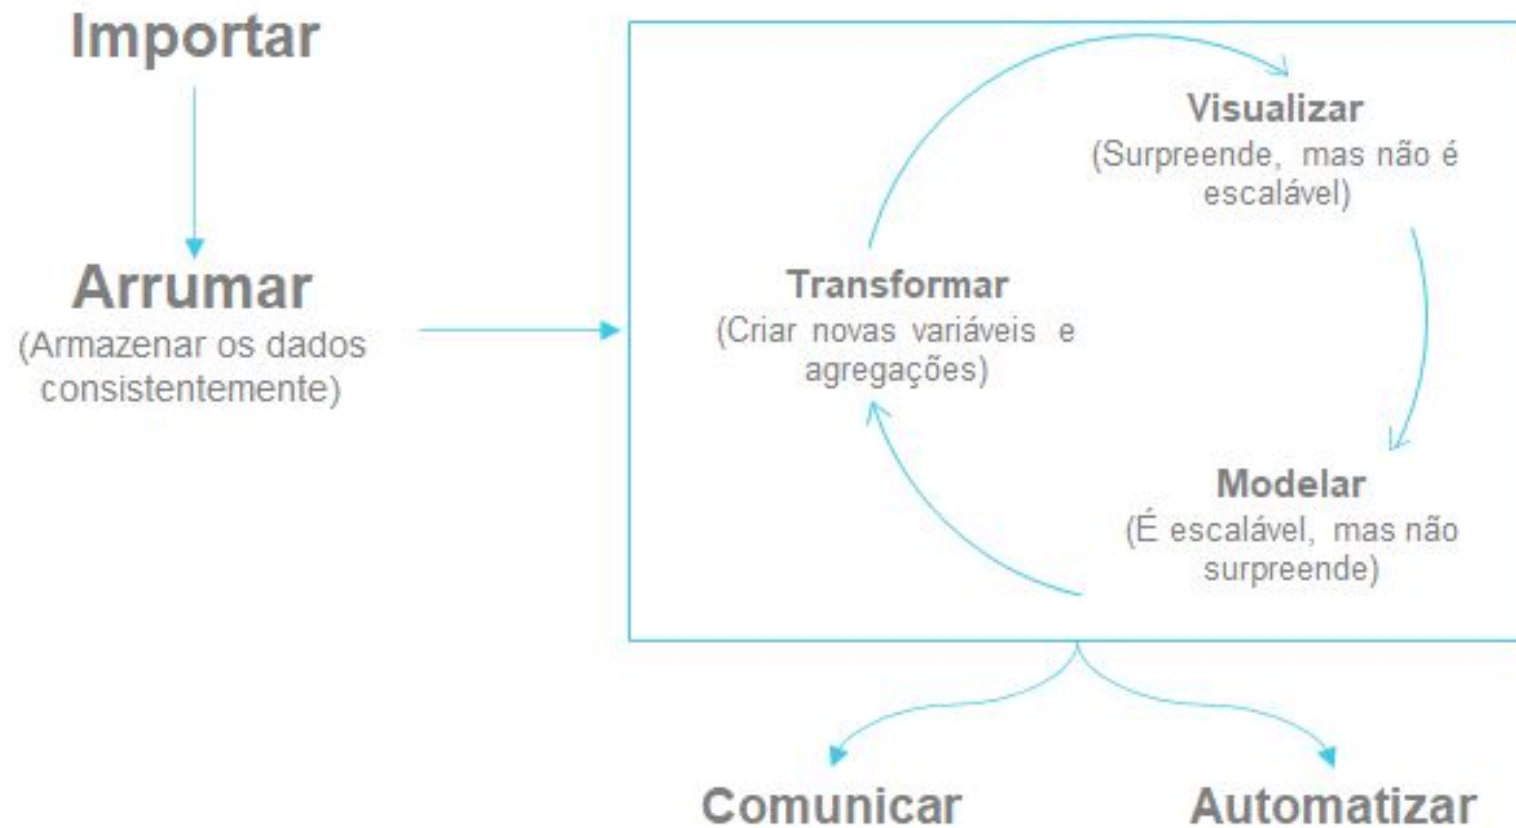 Importar
Arrumar
(Armazenar os dados
consistentemente)
Visualizar
(Surpreende, mas não é
escalável)
Transformar
(Criar novas variáveis e
agregações)
Modelar
(É escalável, mas não
surpreende)
Comunicar
Automatizar